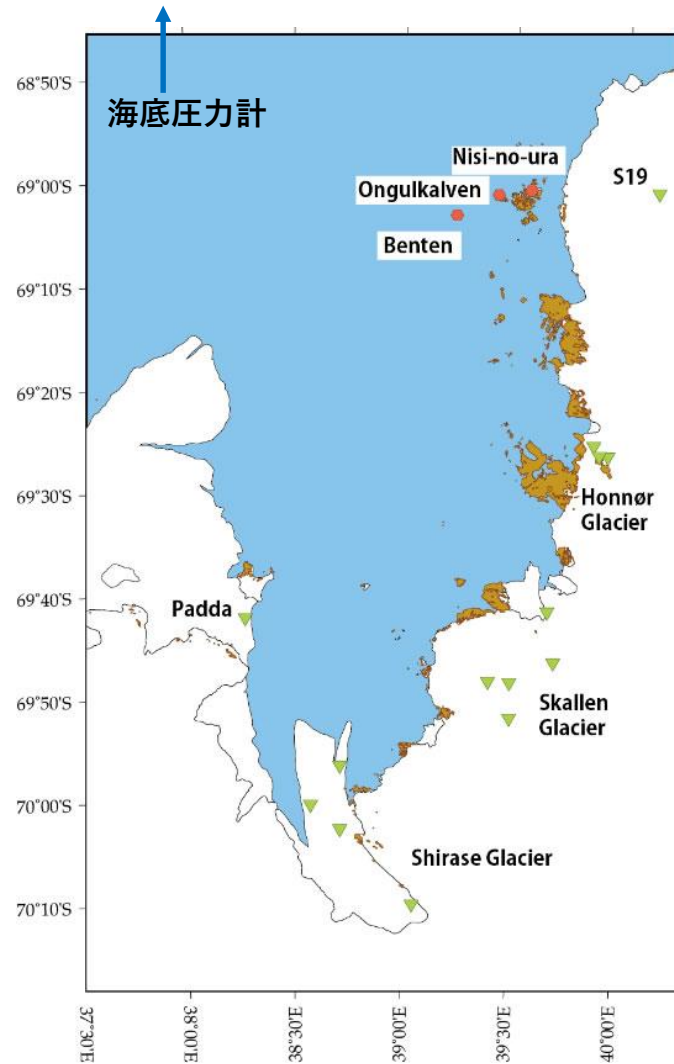 海底圧力計
68°50'S
Nisi-no-ura
S19
69°00'S
Ongulkalven
Benten
69°10'S
69°20'S
69°30'S
Honnør
Glacier
69°40'S
Padda
69°50'S
Skallen
Glacier
70°00'S
Shirase Glacier
70°10'S
37°30'E
38°00'E
38°30'E
39°00'E
39°30'E
40°00'E